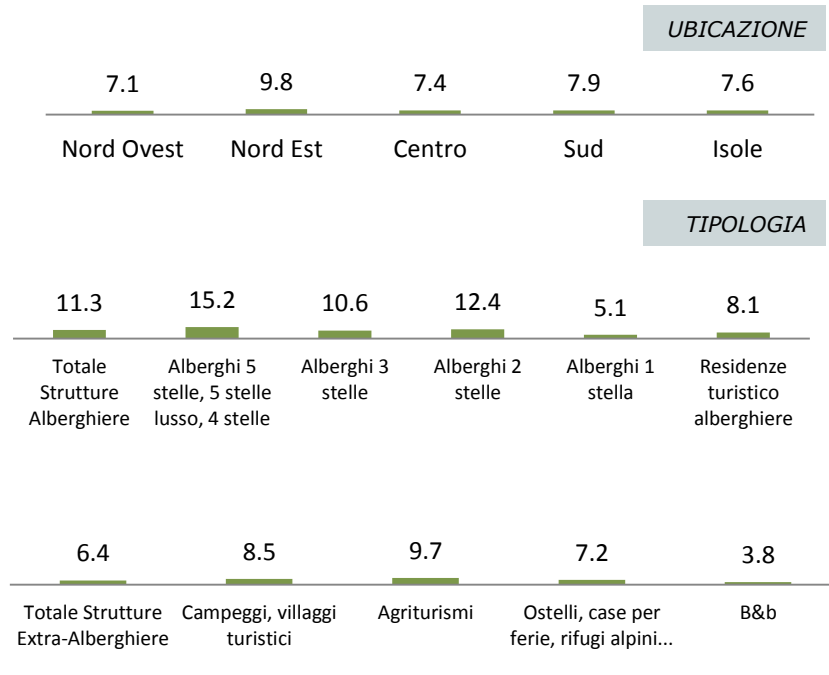 UBICAZIONE
7.1 9.8 7.4 7.9 7.6
Nord Ovest Nord Est Centro Sud Isole
TIPOLOGIA
11.3 15.2 10.6 12.4 5.1 8.1
Totale Alberghi 5 Alberghi 3 Alberghi 2 Alberghi 1 Residenze
Strutture stelle, 5 stelle stelle stelle stella turistico
Alberghiere lusso, 4 stelle alberghiere
6.4 8.5 9.7 7.2 3.8
Totale Strutture Campeggi, villaggi Agriturismi Ostelli, case per B&b
Extra-Alberghiere turistici ferie, rifugi alpini...